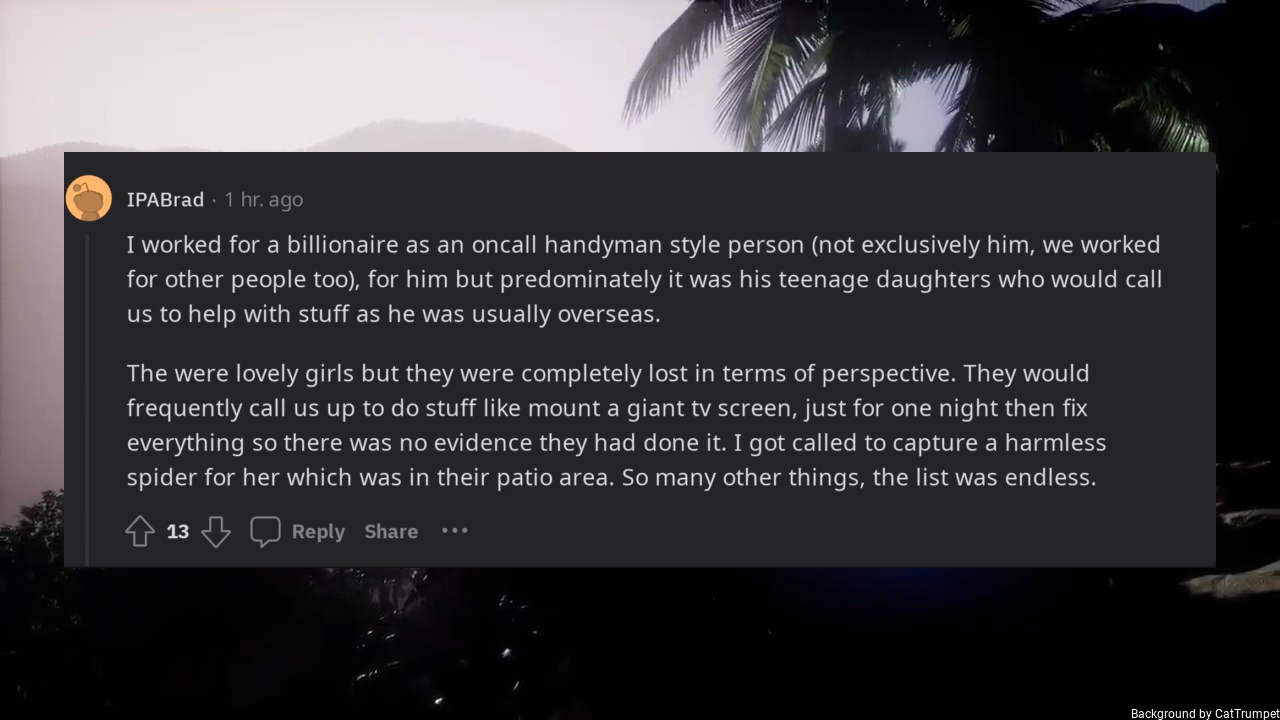 IPABrad · 1 hr. ago
I worked for a billionaire as an oncall handyman style person (not exclusively him, we worked
for other people too), for him but predominately it was his teenage daughters who would call
us to help with stuff as he was usually overseas.
The were lovely girls but they were completely lost in terms of perspective. They would
frequently call us up to do stuff like mount a giant tv screen, just for one night then fix
everything so there was no evidence they had done it. I got called to capture a harmless
spider for her which was in their patio area. So many other things, the list was endless.
13 Reply Share ···
Background by CatTrumpet